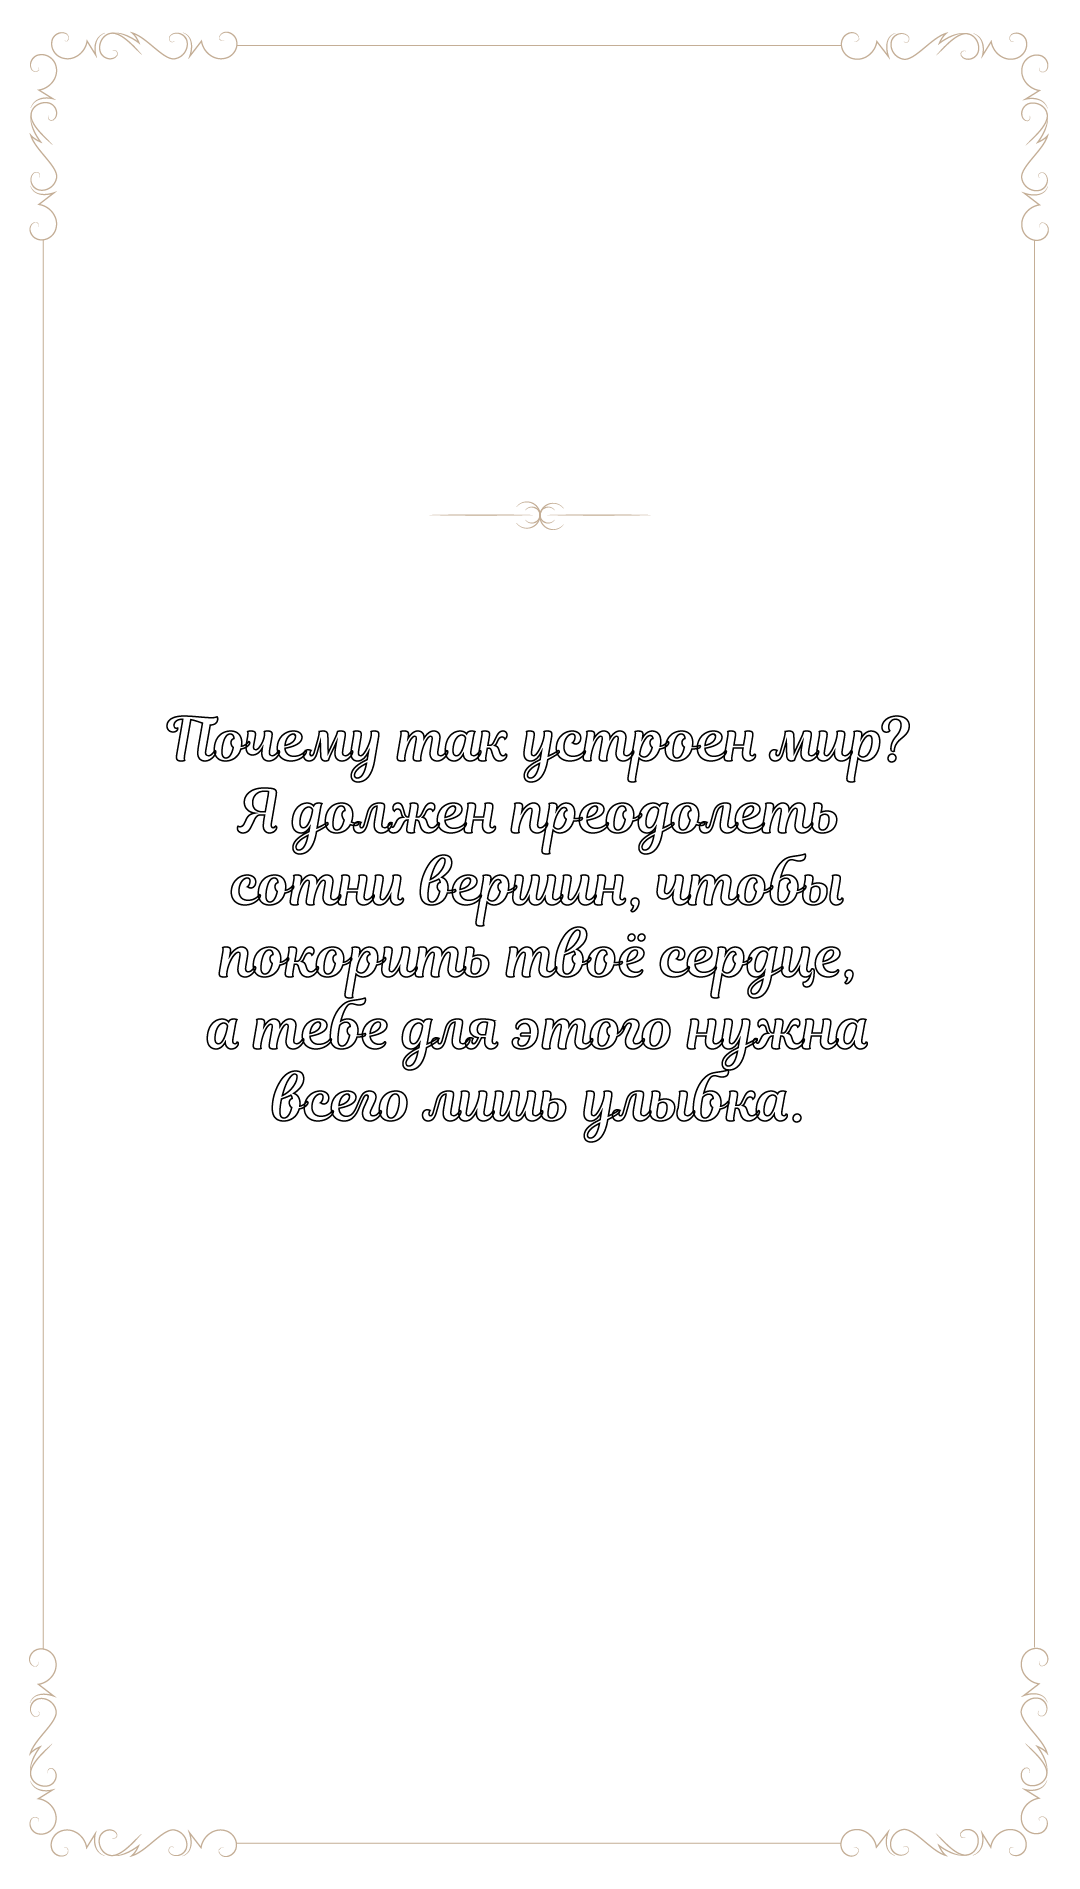 Почему так устроен мир?
Я должен преодолеть
сотни вершин, чтобы
покорить твоё сердце,
а тебе для этого нужна
всего лишь улыбка.